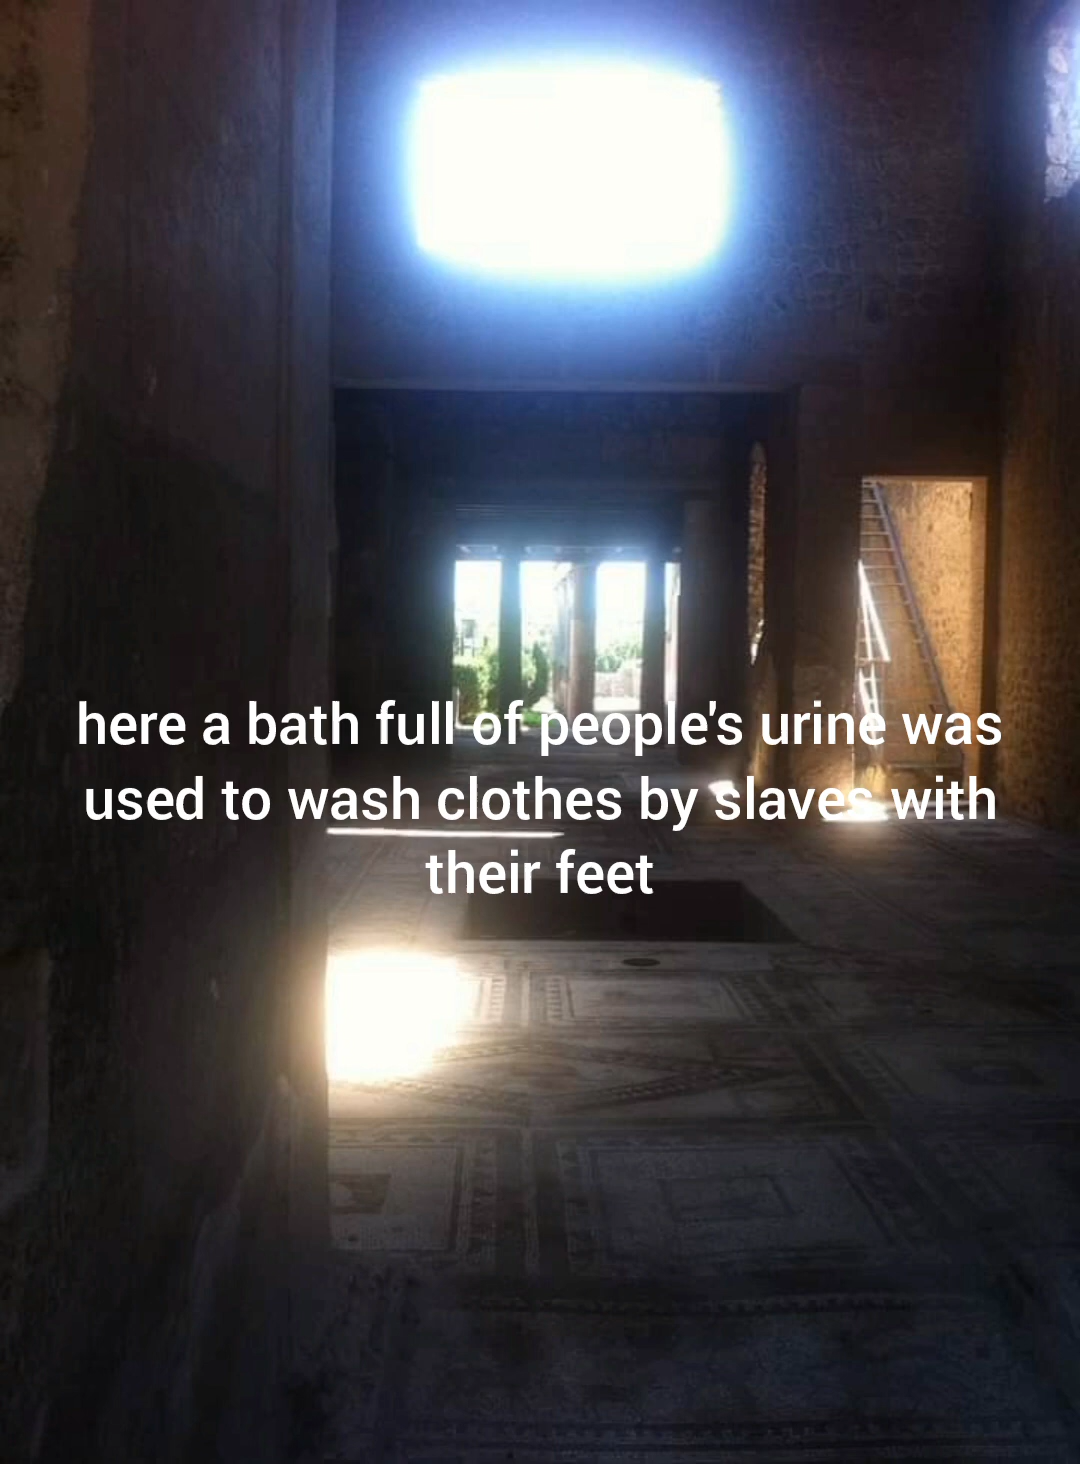 here a bath full of people's urine was
used to wash clothes by slaves with
their feet